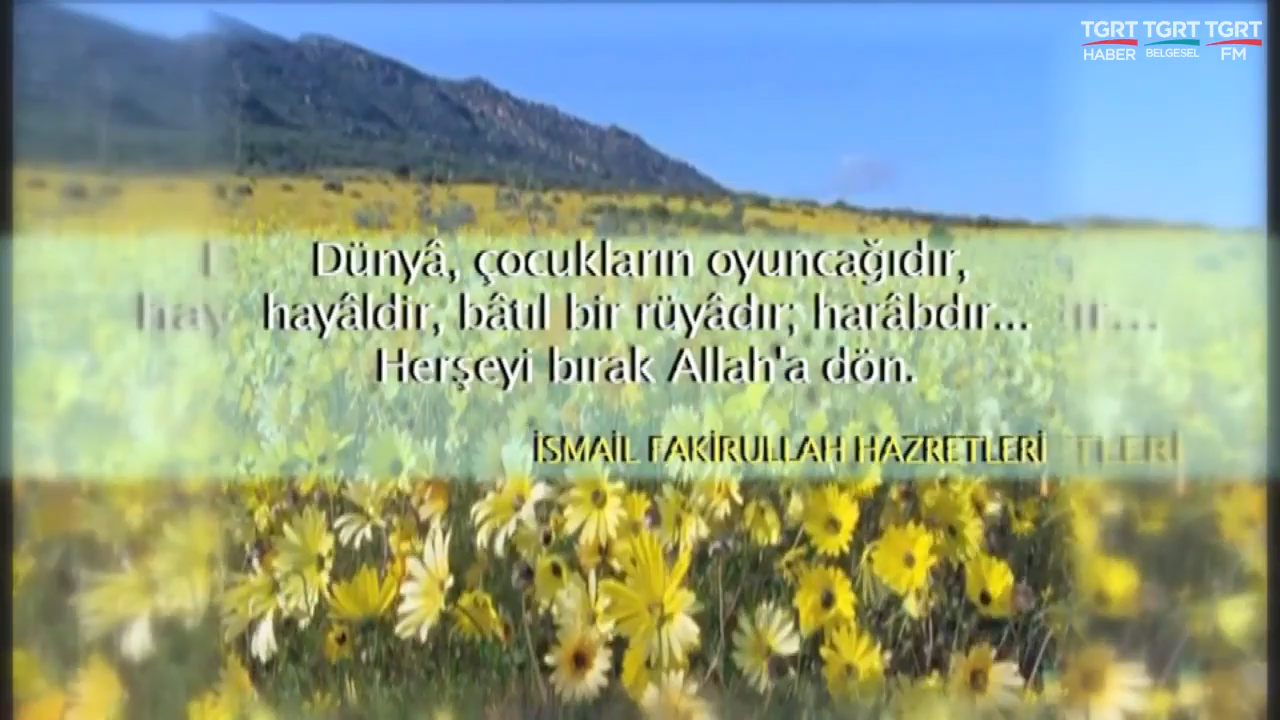 TGRT TGRT TGRT
HABER BELGESEL FM
Dünyâ, çocukların oyuncağıdır,
hayâldir, bâtıl bir rüyâdır; harâbdır...
Herşeyi bırak Allah'a dön.
İSMAİL FAKİRULLAH HAZRETLERİ